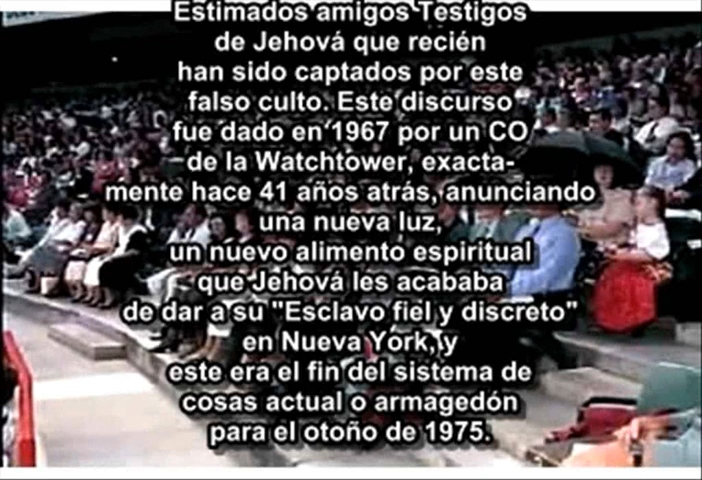 Estimados amigos Testigos
de Jehová que recién
han sido captados por este
falso culto. Este discurso
fue dado en 1967 por un CO
de la Watchtower, exacta-
mente hace 41 años atrás, anunciando
una nueva luz,
un nuevo alimento espiritual
que Jehová les acababa
de dar a su "Esclavo fiel y discreto"
en Nueva York, y
este era el fin del sistema de
cosas actual o armagedón
para el otoño de 1975.